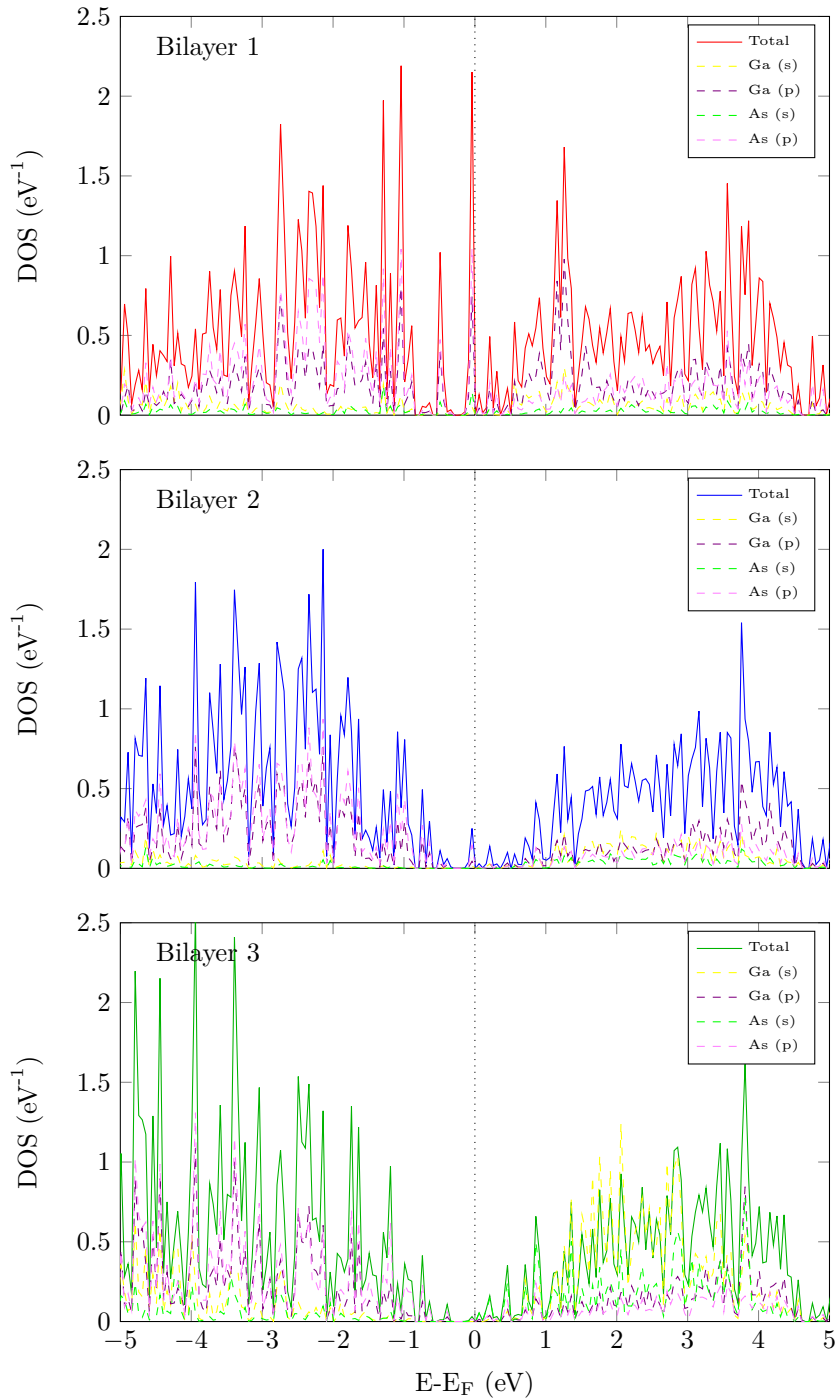 Bilayer 1
Total
Ga (s)
Ga (p)
As (s)
As (p)
2.5
2
1.5
1
0.5
0
DOS (eV-1)
Bilayer 2
Total
Ga (s)
Ga (p)
As (s)
As (p)
2.5
2
1.5
1
0.5
0
DOS (eV-1)
Bilayer 3
Total
Ga (s)
Ga (p)
As (s)
As (p)
2.5
2
1.5
1
0.5
0
DOS (eV-1)
−5 −4 −3 −2 −1 0 1 2 3 4 5
E-EF (eV)